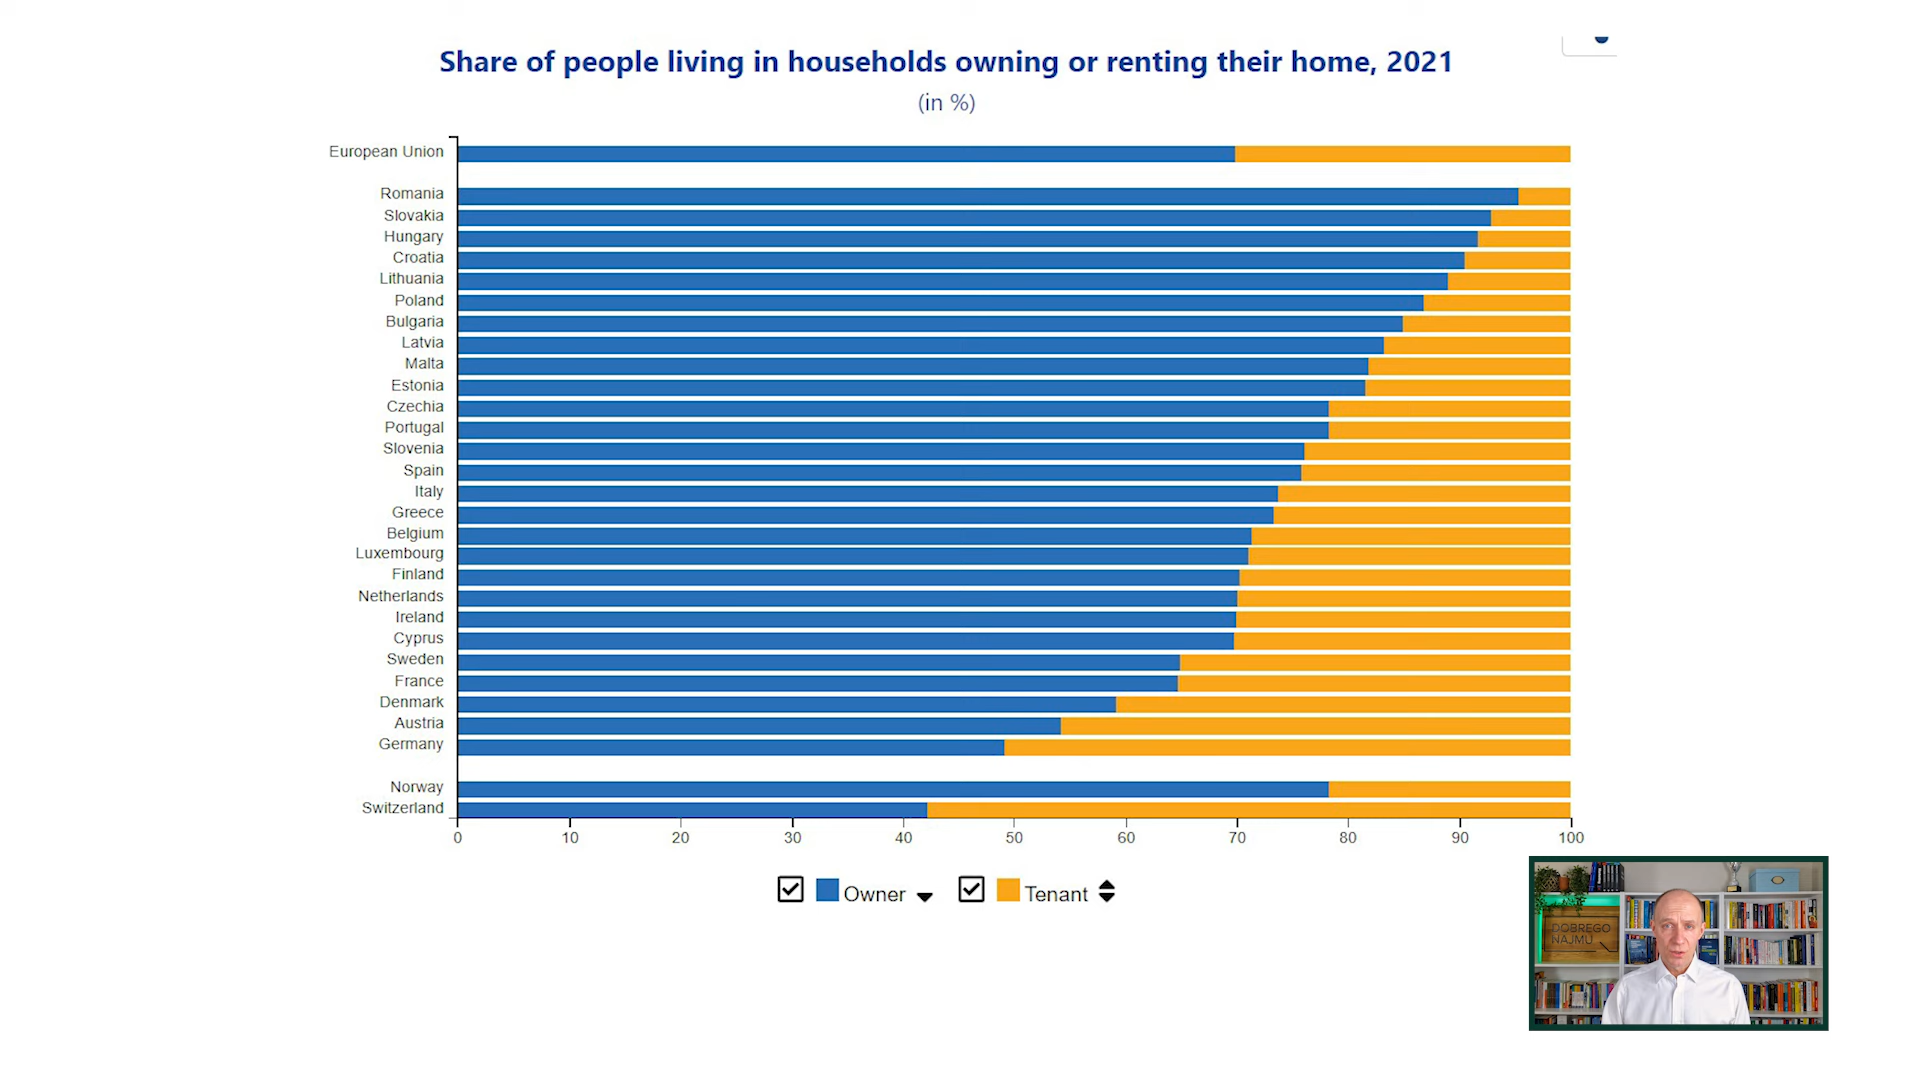 Share of people living in households owning or renting their home, 2021
(in %)
European Union
Romania
Slovakia
Hungary
Croatia
Lithuania
Poland
Bulgaria
Latvia
Malta
Estonia
Czechia
Portugal
Slovenia
Spain
Italy
Greece
Belgium
Luxembourg
Finland
Netherlands
Ireland
Cyprus
Sweden
France
Denmark
Austria
Germany
Norway
Switzerland
0 10 20 30 40 50 60 70 80 90 100
Owner Tenant
DOBREGO
NAJMU